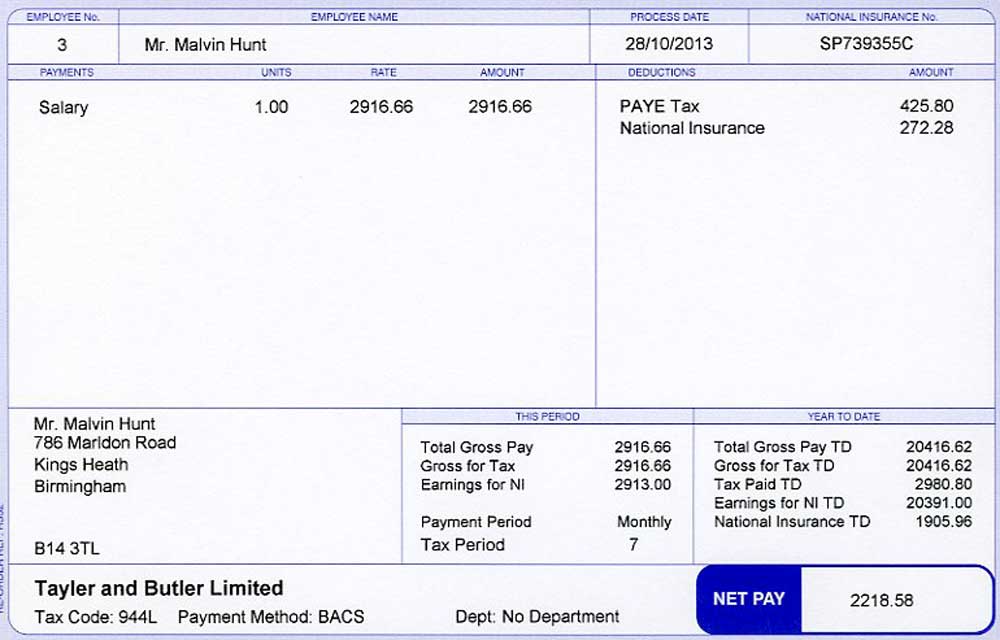 EMPLOYEE No. EMPLOYEE NAME PROCESS DATE NATIONAL INSURANCE No.
3 Mr. Malvin Hunt 28/10/2013 SP739355C
PAYMENTS UNITS RATE AMOUNT DEDUCTIONS AMOUNT
Salary 1.00 2916.66 2916.66 PAYE Tax 425.80
National Insurance 272.28
Mr. Malvin Hunt
786 Marldon Road
Kings Heath
Birmingham
B14 3TL
THIS PERIOD
Total Gross Pay 2916.66
Gross for Tax 2916.66
Earnings for NI 2913.00
Payment Period Monthly
Tax Period 7
YEAR TO DATE
Total Gross Pay TD 20416.62
Gross for Tax TD 20416.62
Tax Paid TD 2980.80
Earnings for NI TD 20391.00
National Insurance TD 1905.96
Tayler and Butler Limited
Tax Code: 944L Payment Method: BACS Dept: No Department
NET PAY 2218.58